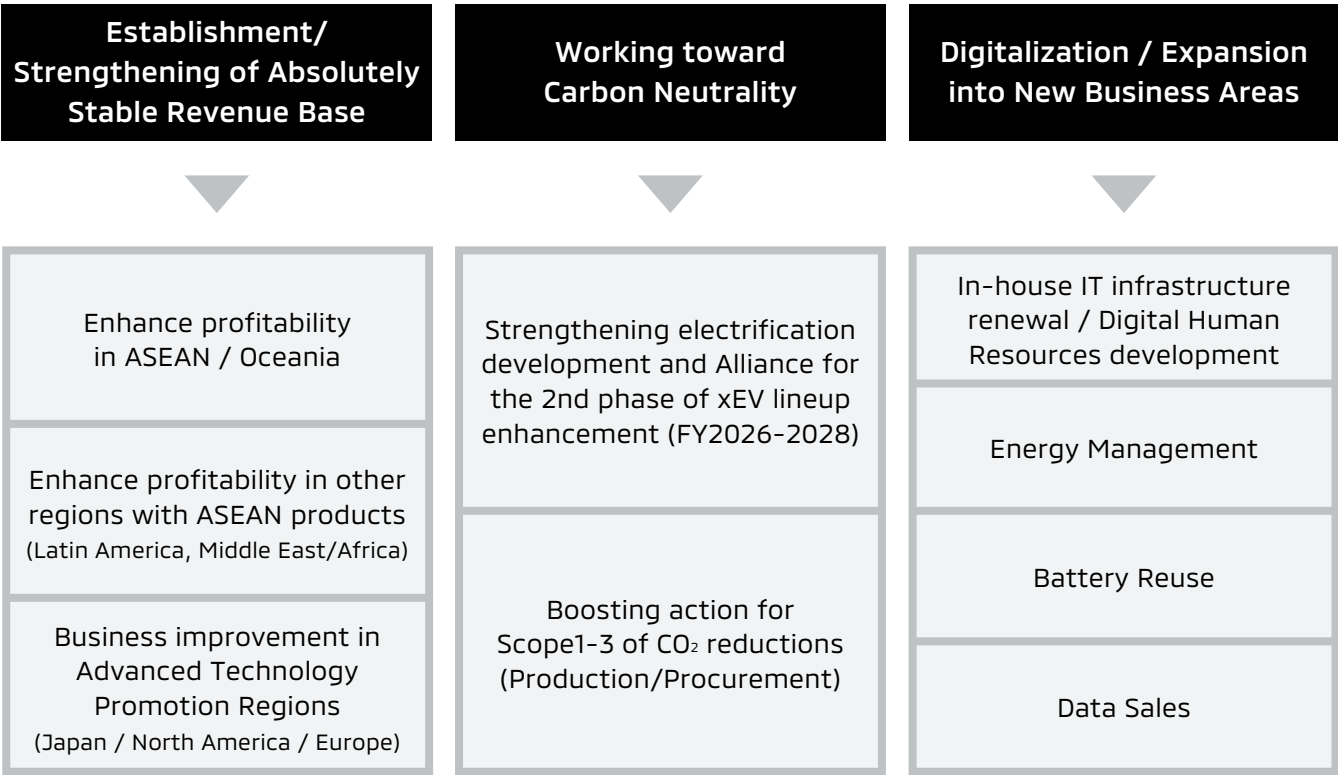 Establishment/
Strengthening of Absolutely
Stable Revenue Base
Enhance profitability
in ASEAN / Oceania
Enhance profitability in other
regions with ASEAN products
(Latin America, Middle East/Africa)
Business improvement in
Advanced Technology
Promotion Regions
(Japan / North America / Europe)
Working toward
Carbon Neutrality
Strengthening electrification
development and Alliance for
the 2nd phase of xEV lineup
enhancement (FY2026-2028)
Boosting action for
Scope1-3 of CO₂ reductions
(Production/Procurement)
Digitalization / Expansion
into New Business Areas
In-house IT infrastructure
renewal / Digital Human
Resources development
Energy Management
Battery Reuse
Data Sales